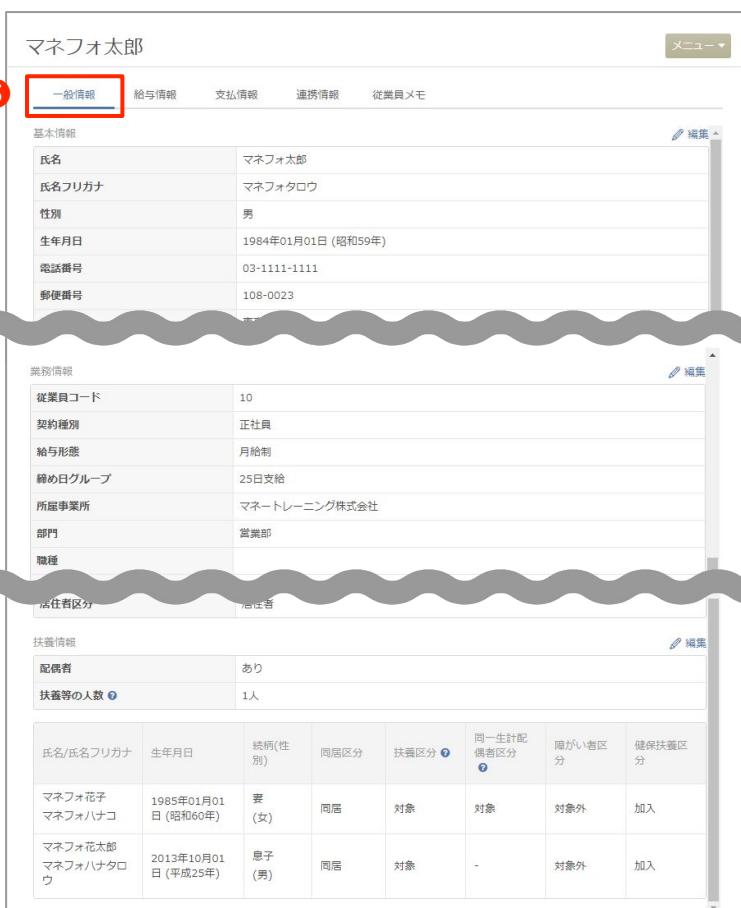 マネフォ太郎
メニュー
一般情報 給与情報 支払情報 連携情報 従業員メモ
基本情報 編集
氏名 マネフォ太郎
氏名フリガナ マネフォタロウ
性別 男
生年月日 1984年01月01日 (昭和59年)
電話番号 03-1111-1111
郵便番号 108-0023
業務情報 編集
従業員コード 10
契約種別 正社員
給与形態 月給制
締め日グループ 25日支給
所属事業所 マネートレーニング株式会社
部門 営業部
職種
居住者区分 居住者
扶養情報 編集
配偶者 あり
扶養等の人数 1人
氏名/氏名フリガナ 生年月日 続柄(性別) 同居区分 扶養区分 同一生計配偶者区分 障がい者区分 健保扶養区分
マネフォ花子
マネフォハナコ
1985年01月01
日 (昭和60年)
妻
(女)
同居 対象 対象 対象外 加入
マネフォ花太郎
マネフォハナタロ
ウ
2013年10月01
日 (平成25年)
息子
(男)
同居 対象 - 対象外 加入